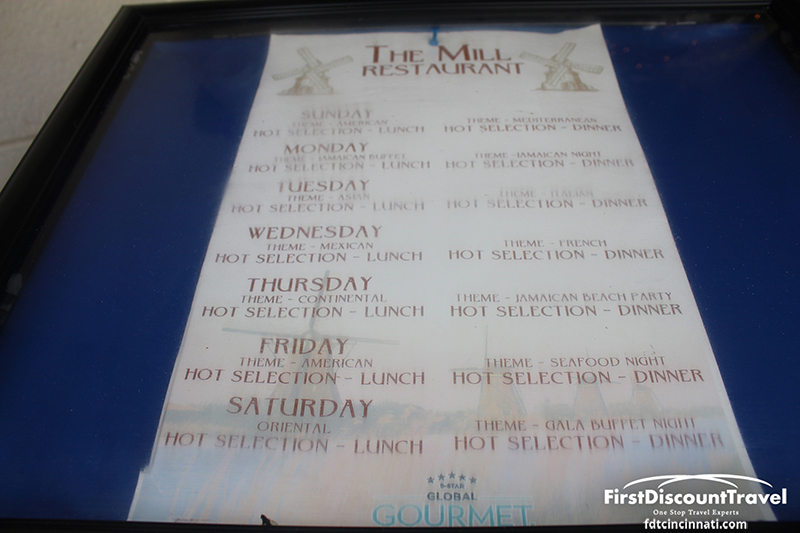 The Mill
Restaurant
Sunday
Theme - American
Hot Selection - Lunch
Theme - Mediterranean
Hot Selection - Dinner
Monday
Theme - Jamaican Buffet
Hot Selection - Lunch
Theme -Jamaican Night
Hot Selection - Dinner
Tuesday
Theme - Asian
Hot Selection - Lunch
Theme - Italian
Hot Selection - Dinner
Wednesday
Theme - Mexican
Hot Selection - Lunch
Theme - French
Hot Selection - Dinner
Thursday
Theme - Continental
Hot Selection - Lunch
Theme - Jamaican Beach Party
Hot Selection - Dinner
Friday
Theme - American
Hot Selection - Lunch
Theme - Seafood Night
Hot Selection - Dinner
Saturday
Oriental
Hot Selection - Lunch
Theme - Gala Buffet Night
Hot Selection - Dinner
5-Star
Global
Gourmet
FirstDiscountTravel
One Stop Travel Experts
fdtcincinnati.com